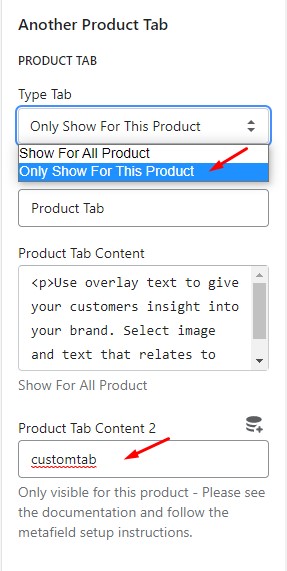 Another Product Tab
PRODUCT TAB
Type Tab
Only Show For This Product
Show For All Product
Only Show For This Product
Product Tab
Product Tab Content
<p>Use overlay text to give
your customers insight into
your brand. Select image
and text that relates to
Show For All Product
Product Tab Content 2
customtab
Only visible for this product - Please see
the documentation and follow the
metafield setup instructions.